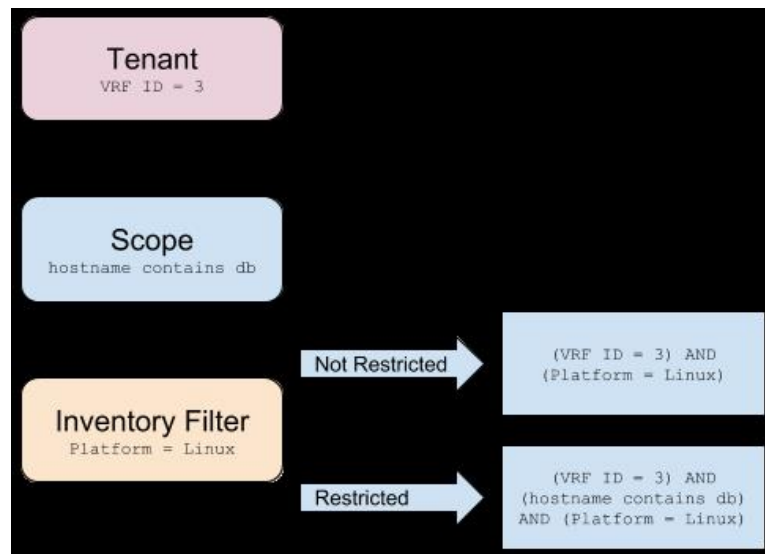 Tenant
VRF ID = 3
Scope
hostname contains db
Inventory Filter
Platform = Linux
Not Restricted
(VRF ID = 3) AND
(Platform = Linux)
Restricted
(VRF ID = 3) AND
(hostname contains db)
AND (Platform = Linux)